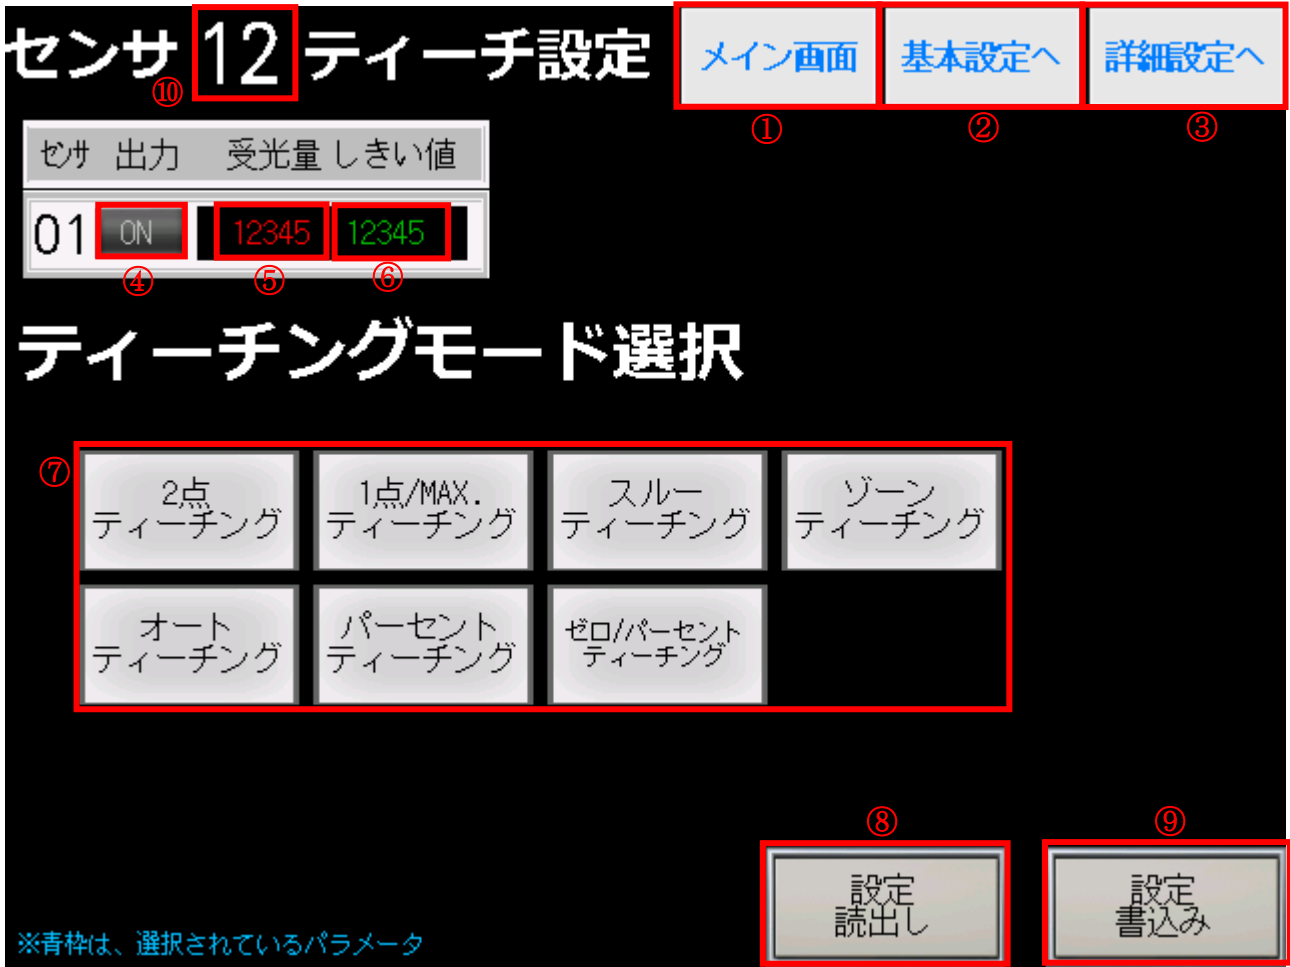 センサ 12 ティーチ設定
メイン画面 基本設定へ 詳細設定へ
⑩ ① ② ③
センサ 出力 受光量 しきい値
01 ON 12345 12345
④ ⑤ ⑥
ティーチングモード選択
⑦
2点
ティーチング
1点/MAX.
ティーチング
スルー
ティーチング
ゾーン
ティーチング
オート
ティーチング
パーセント
ティーチング
ゼロ/パーセント
ティーチング
⑧ ⑨
設定
読出し
設定
書込み
※青枠は、選択されているパラメータ